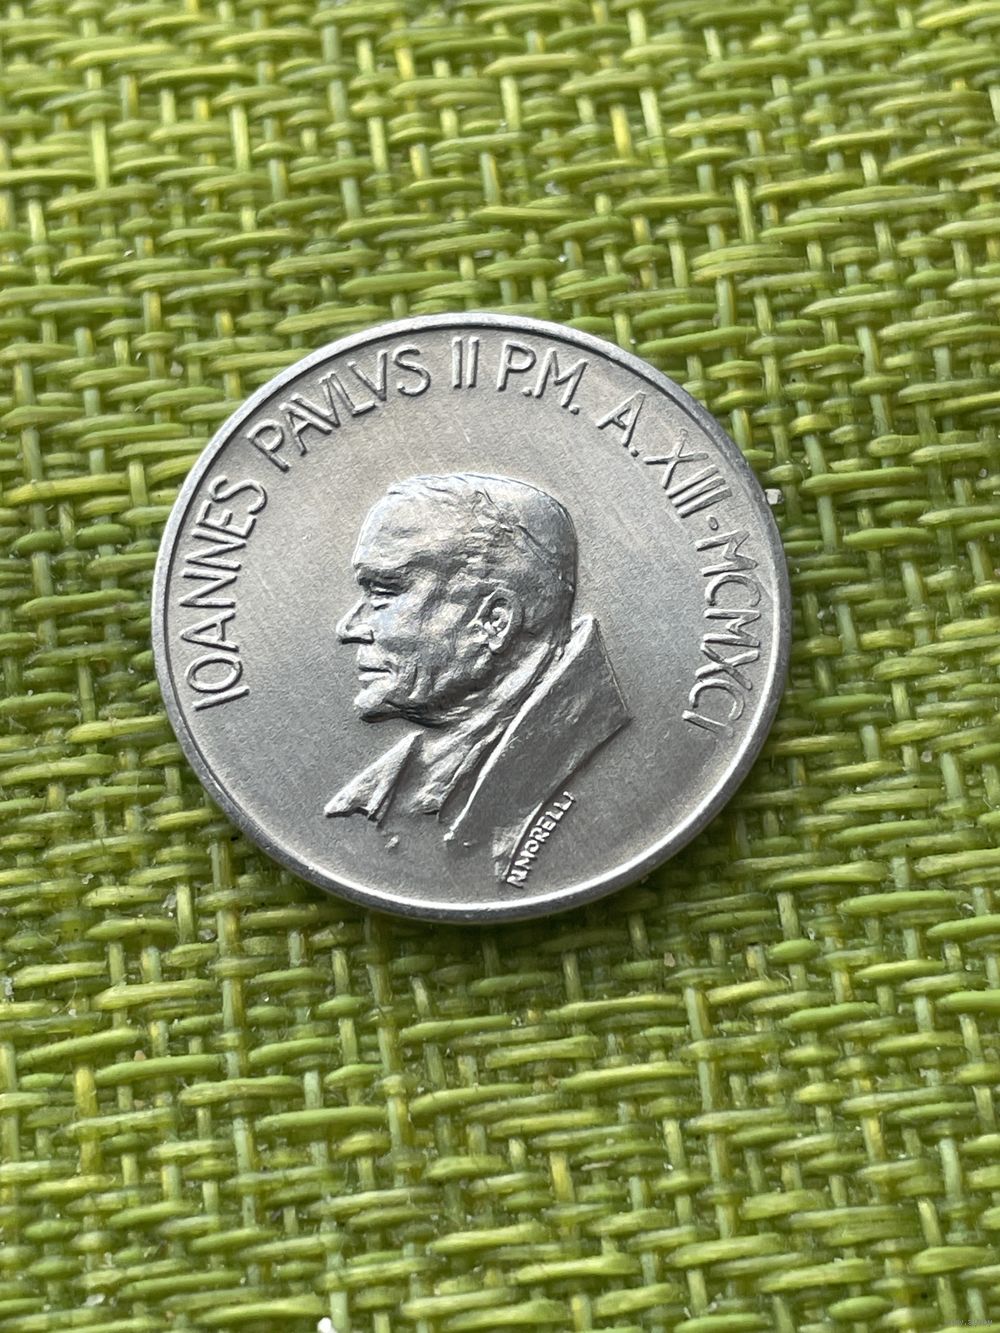 IOANNES PAVLVS II P.M. A. XIII · MCMXCI
N. MORELLI